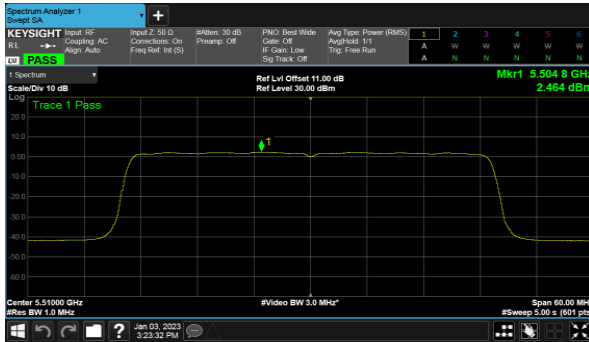 Spectrum Analyzer 1
Swept SA
+
KEYSIGHT Input: RF Input Z: 50 Ω #Atten: 30 dB PNO: Best Wide Avg Type: Power (RMS) 1 2 3 4 5 6
RL Coupling: AC Corrections: On Preamp: Off Gate: Off Avg|Hold: 1/1 A W W W W W
Align: Auto Freq Ref: Int (S) IF Gain: Low Trig: Free Run
LXI PASS Sig Track: Off A N N N N N
1 Spectrum Ref Lvl Offset 11.00 dB Mkr1 5.504 8 GHz
Scale/Div 10 dB Ref Level 30.00 dBm 2.464 dBm
Log
Trace 1 Pass
20.0
10.0
1
0.00
-10.0
-20.0
-30.0
-40.0
-50.0
-60.0
Center 5.51000 GHz #Video BW 3.0 MHz* Span 60.00 MH
#Res BW 1.0 MHz #Sweep 5.00 s (601 pts
? Jan 03, 2023
3:23:32 PM